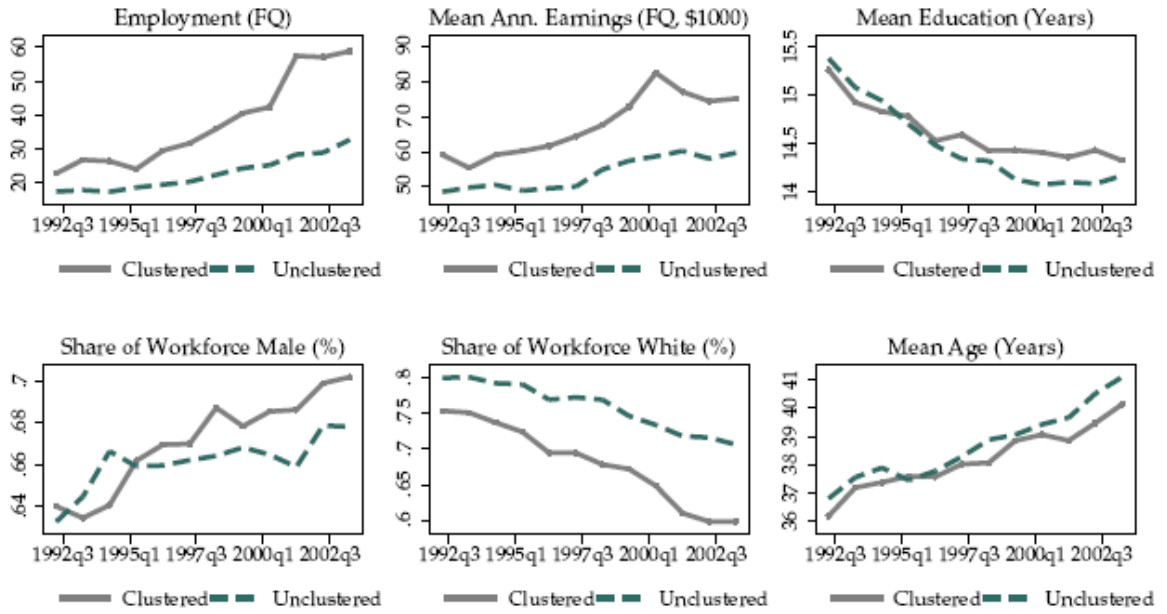 Employment (FQ)
60
50
40
30
20
1992q3 1995q1 1997q3 2000q1 2002q3
Clustered Unclustered
Mean Ann. Earnings (FQ, $1000)
90
80
70
60
50
1992q3 1995q1 1997q3 2000q1 2002q3
Clustered Unclustered
Mean Education (Years)
15.5
15
14.5
14
1992q3 1995q1 1997q3 2000q1 2002q3
Clustered Unclustered
Share of Workforce Male (%)
.7
.68
.66
.64
1992q3 1995q1 1997q3 2000q1 2002q3
Clustered Unclustered
Share of Workforce White (%)
.8
.75
.7
.65
.6
1992q3 1995q1 1997q3 2000q1 2002q3
Clustered Unclustered
Mean Age (Years)
41
40
39
38
37
36
1992q3 1995q1 1997q3 2000q1 2002q3
Clustered Unclustered